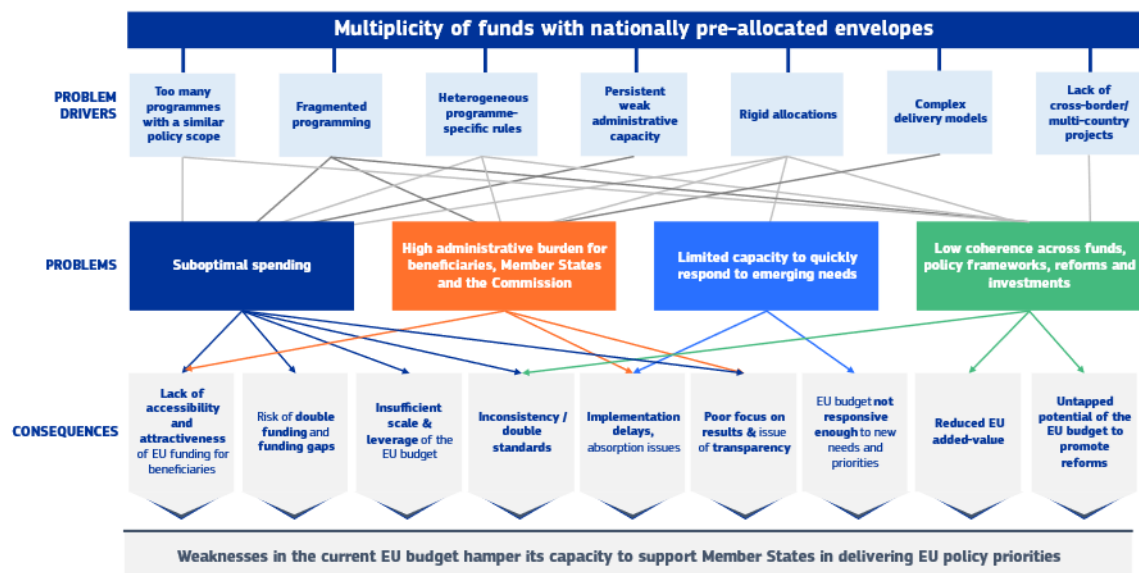 Multiplicity of funds with nationally pre-allocated envelopes
PROBLEM
DRIVERS
Too many
programmes
with a similar
policy scope
Fragmented
programming
Heterogeneous
programme-
specific rules
Persistent
weak
administrative
capacity
Rigid allocations
Complex
delivery models
Lack of
cross-border/
multi-country
projects
PROBLEMS
Suboptimal spending
High administrative burden for
beneficiaries, Member States
and the Commission
Limited capacity to quickly
respond to emerging needs
Low coherence across funds,
policy frameworks, reforms and
investments
CONSEQUENCES
Lack of
accessibility
and
attractiveness
of EU funding for
beneficiaries
Risk of double
funding and
funding gaps
Insufficient
scale &
leverage of the
EU budget
Inconsistency /
double
standards
Implementation
delays,
absorption issues
Poor focus on
results & issue
of transparency
EU budget not
responsive
enough to new
needs and
priorities
Reduced EU
added-value
Untapped
potential of the
EU budget to
promote
reforms
Weaknesses in the current EU budget hamper its capacity to support Member States in delivering EU policy priorities